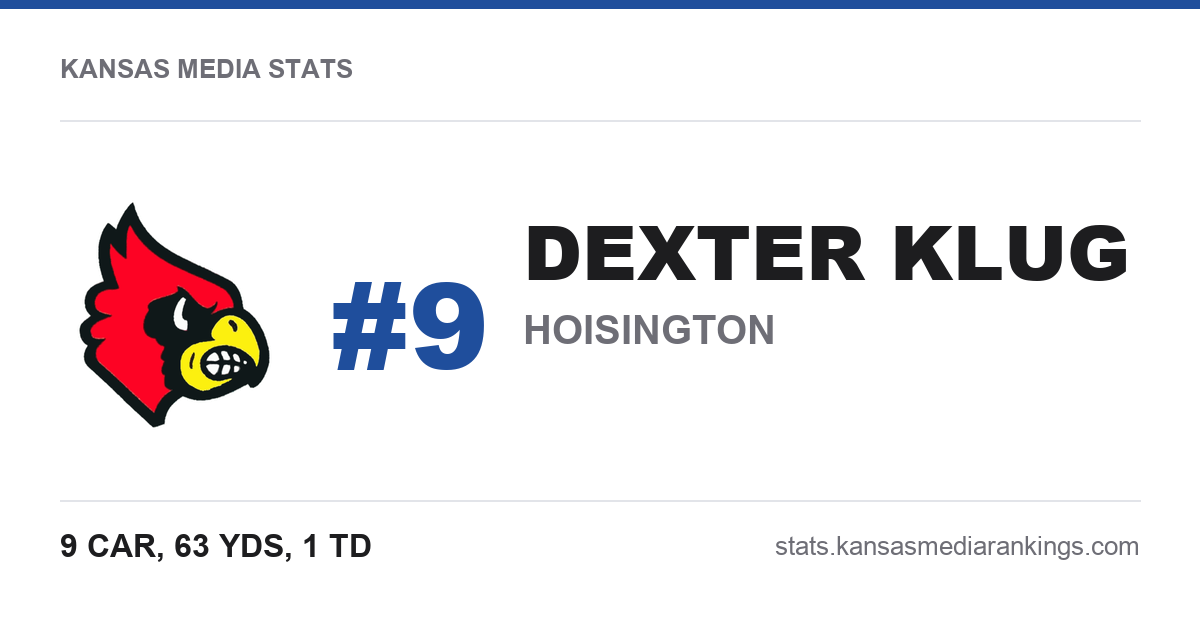 KANSAS MEDIA STATS
#9
DEXTER KLUG
HOISINGTON
9 CAR, 63 YDS, 1 TD
stats.kansasmediarankings.com